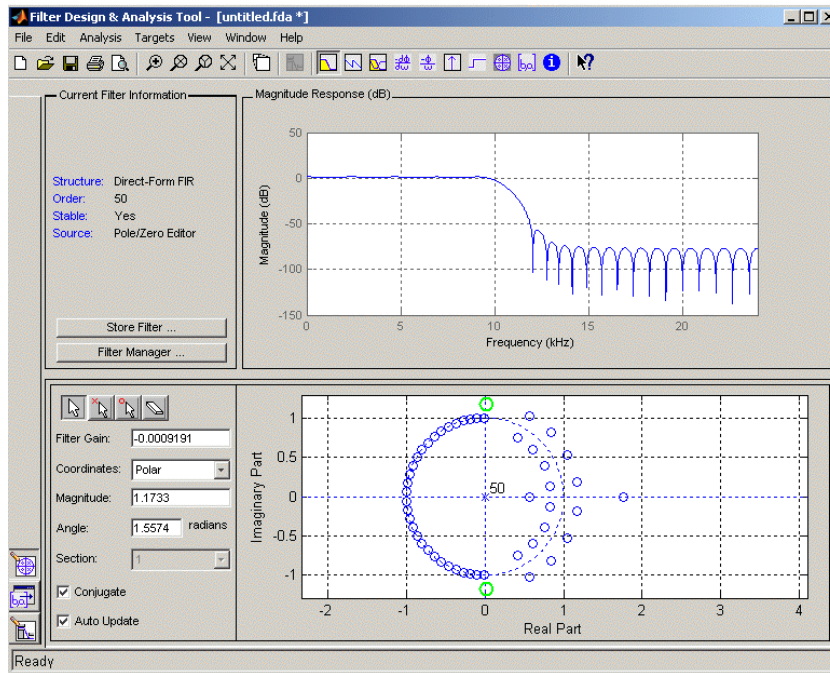 Filter Design & Analysis Tool - [untitled.fda *]
File Edit Analysis Targets View Window Help
Current Filter Information
Structure: Direct-Form FIR
Order: 50
Stable: Yes
Source: Pole/Zero Editor
Store Filter ...
Filter Manager ...
Magnitude Response (dB)
50
0
-50
-100
-150
Magnitude (dB)
0 5 10 15 20
Frequency (kHz)
Filter Gain: -0.0009191
Coordinates: Polar
Magnitude: 1.1733
Angle: 1.5574 radians
Section: 1
Conjugate
Auto Update
1
0.5
0
-0.5
-1
Imaginary Part
50
-2 -1 0 1 2 3 4
Real Part
Ready